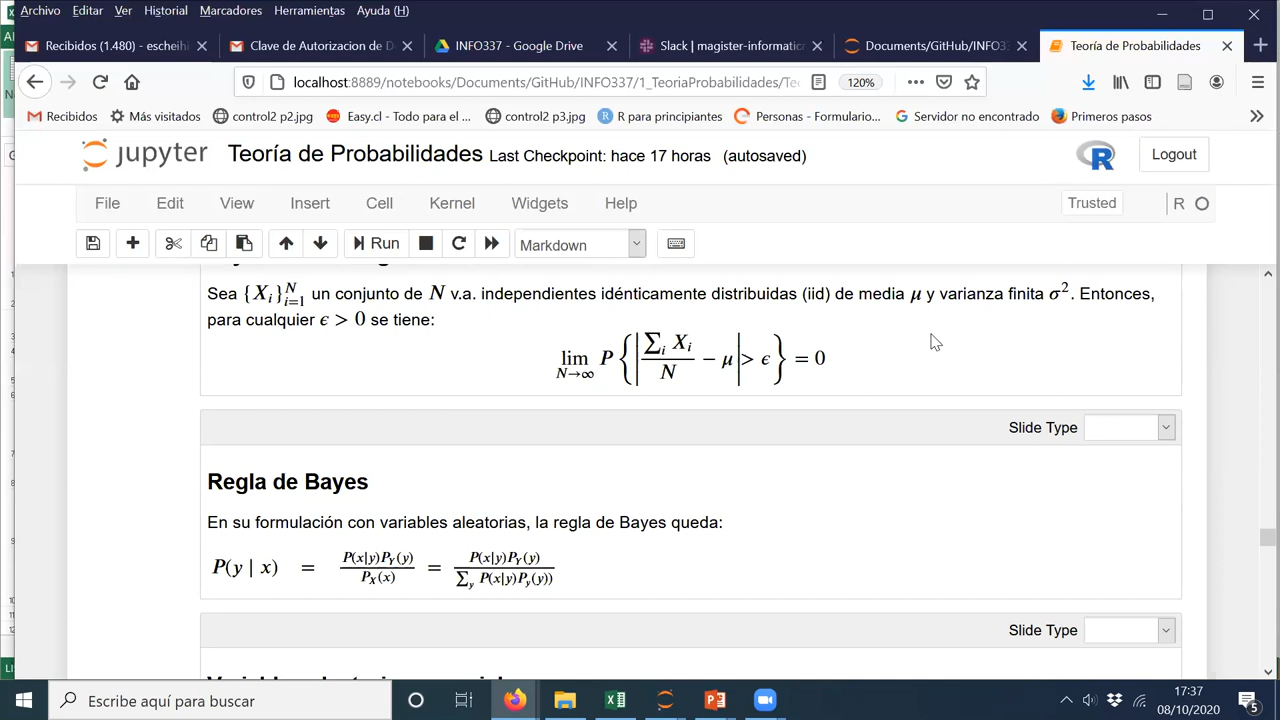 Archivo Editar Ver Historial Marcadores Herramientas Ayuda (H)
Recibidos (1.480) - escheih Clave de Autorizacion de D INFO337 - Google Drive Slack | magister-informatic Documents/GitHub/INFO33 Teoría de Probabilidades
localhost:8889/notebooks/Documents/GitHub/INFO337/1_TeoriaProbabilidades/Teo 120%
Recibidos Más visitados control2 p2.jpg Easy.cl - Todo para el ... control2 p3.jpg R para principiantes Personas - Formulario... Servidor no encontrado Primeros pasos
jupyter Teoría de Probabilidades Last Checkpoint: hace 17 horas (autosaved) R Logout
File Edit View Insert Cell Kernel Widgets Help Trusted R
Run Markdown
Sea {X_i}_{i=1}^N un conjunto de N v.a. independientes idénticamente distribuidas (iid) de media μ y varianza finita σ². Entonces,
para cualquier ϵ > 0 se tiene:
lim_{N→∞} P { | ∑_i X_i / N − μ | > ϵ } = 0
Slide Type
Regla de Bayes
En su formulación con variables aleatorias, la regla de Bayes queda:
P(y | x) = P(x|y)P_Y(y) / P_X(x) = P(x|y)P_Y(y) / ∑_y P(x|y)P_y(y))
Slide Type
Escribe aquí para buscar
17:37
08/10/2020
5